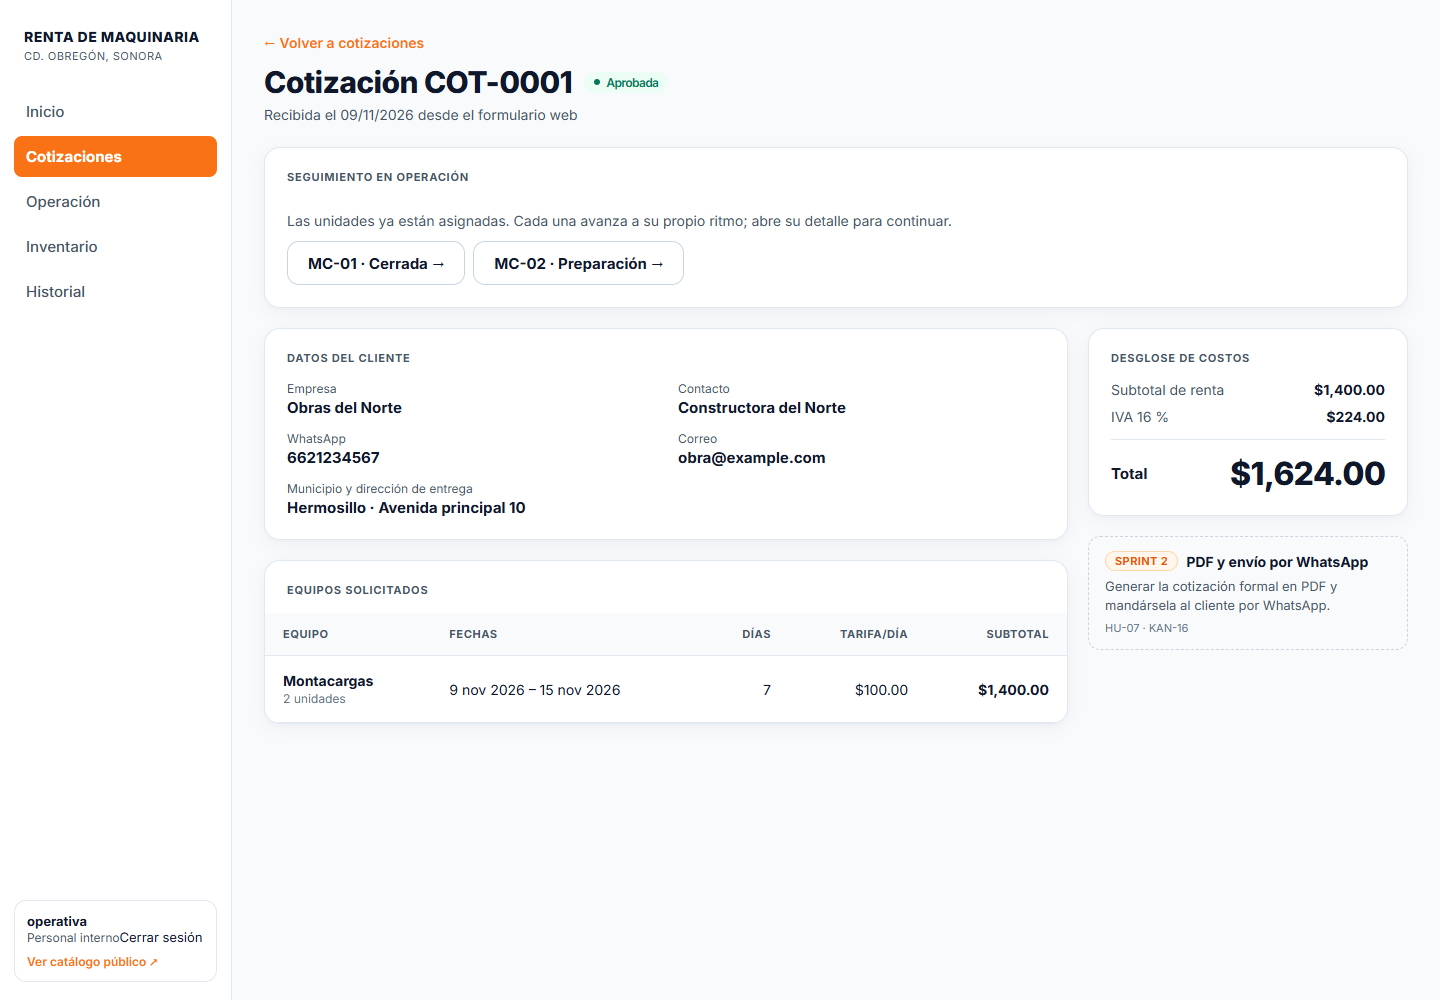 RENTA DE MAQUINARIA
CD. OBREGÓN, SONORA
Inicio
Cotizaciones
Operación
Inventario
Historial
operativa
Personal internoCerrar sesión
Ver catálogo público ↗
← Volver a cotizaciones
Cotización COT-0001
Aprobada
Recibida el 09/11/2026 desde el formulario web
SEGUIMIENTO EN OPERACIÓN
Las unidades ya están asignadas. Cada una avanza a su propio ritmo; abre su detalle para continuar.
MC-01 · Cerrada →
MC-02 · Preparación →
DATOS DEL CLIENTE
Empresa
Obras del Norte
Contacto
Constructora del Norte
WhatsApp
6621234567
Correo
obra@example.com
Municipio y dirección de entrega
Hermosillo · Avenida principal 10
EQUIPOS SOLICITADOS
EQUIPO FECHAS DÍAS TARIFA/DÍA SUBTOTAL
Montacargas 9 nov 2026 – 15 nov 2026 7 $100.00 $1,400.00
2 unidades
DESGLOSE DE COSTOS
Subtotal de renta $1,400.00
IVA 16 % $224.00
Total $1,624.00
SPRINT 2 PDF y envío por WhatsApp
Generar la cotización formal en PDF y
mandársela al cliente por WhatsApp.
HU-07 · KAN-16